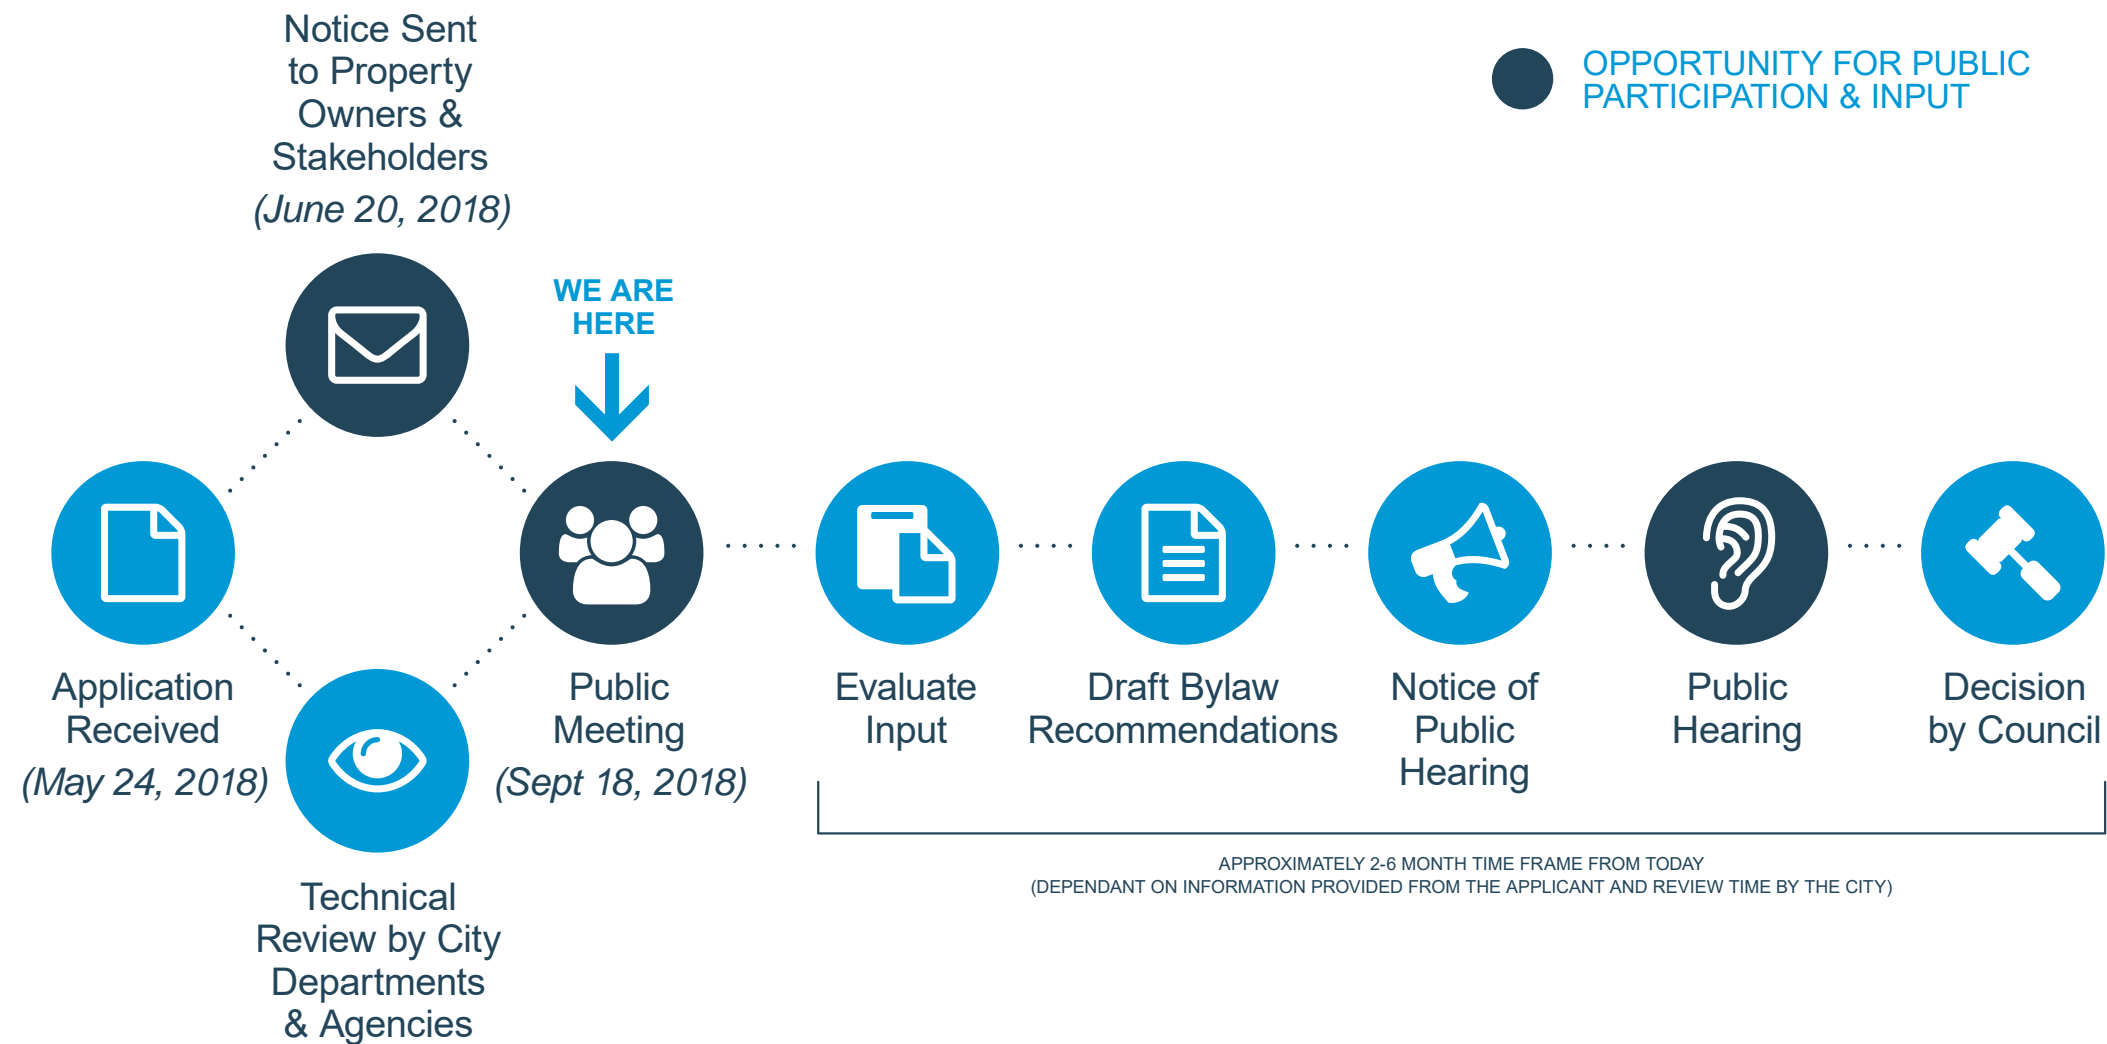 Notice Sent
to Property
Owners &
Stakeholders
(June 20, 2018)
OPPORTUNITY FOR PUBLIC
PARTICIPATION & INPUT
WE ARE
HERE
Application
Received
(May 24, 2018)
Technical
Review by City
Departments
& Agencies
Public
Meeting
(Sept 18, 2018)
Evaluate
Input
Draft Bylaw
Recommendations
Notice of
Public
Hearing
Public
Hearing
Decision
by Council
APPROXIMATELY 2-6 MONTH TIME FRAME FROM TODAY
(DEPENDANT ON INFORMATION PROVIDED FROM THE APPLICANT AND REVIEW TIME BY THE CITY)